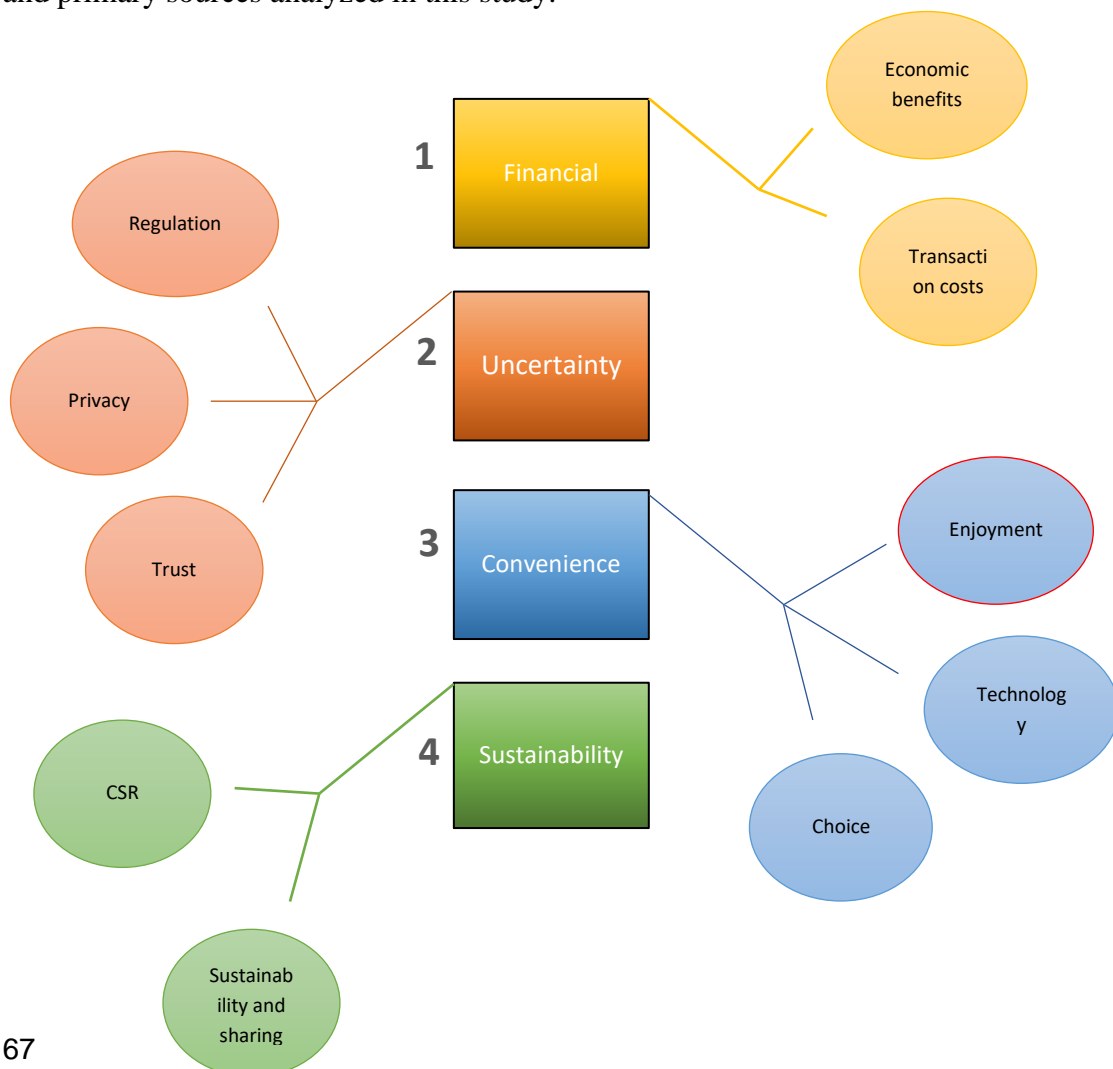 and primary sources analyzed in this study.
Economic
benefits
1
Financial
Transacti
on costs
Regulation
2
Uncertainty
Privacy
Trust
3
Convenience
Enjoyment
Technolog
y
Choice
4
Sustainability
CSR
Sustainab
ility and
sharing
67